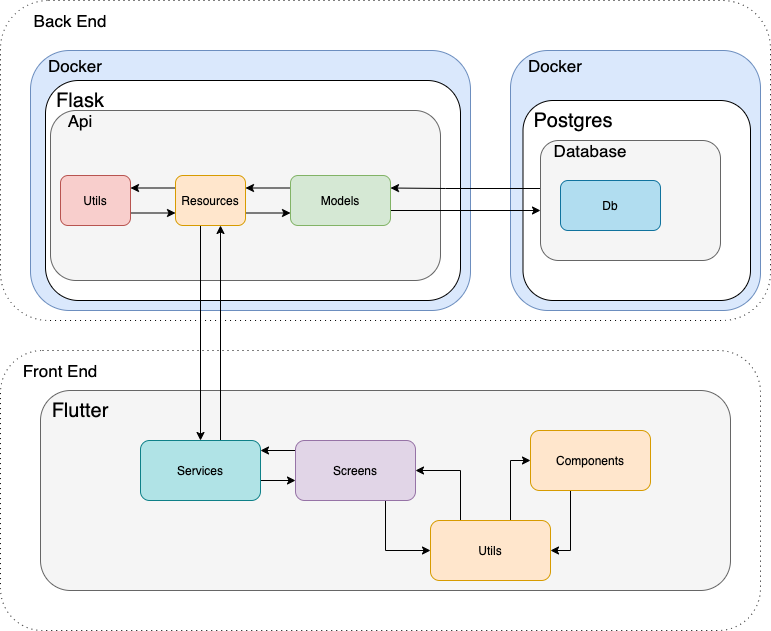 Back End
Docker
Docker
Flask
Api
Postgres
Database
Utils
Resources
Models
Db
Front End
Flutter
Services
Screens
Components
Utils